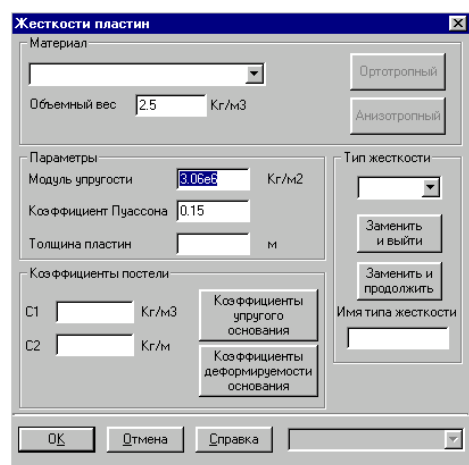 Жесткости пластин
Материал
Объемный вес 2.5 Кг/м3
Ортотропный
Анизотропный
Параметры
Модуль упругости 3.06e6 Кг/м2
Коэффициент Пуассона 0.15
Толщина пластин м
Тип жесткости
Заменить
и выйти
Заменить и
продолжить
Имя типа жесткости
Коэффициенты постели
С1 Кг/м3
С2 Кг/м
Коэффициенты
упругого
основания
Коэффициенты
деформируемости
основания
OK Отмена Справка